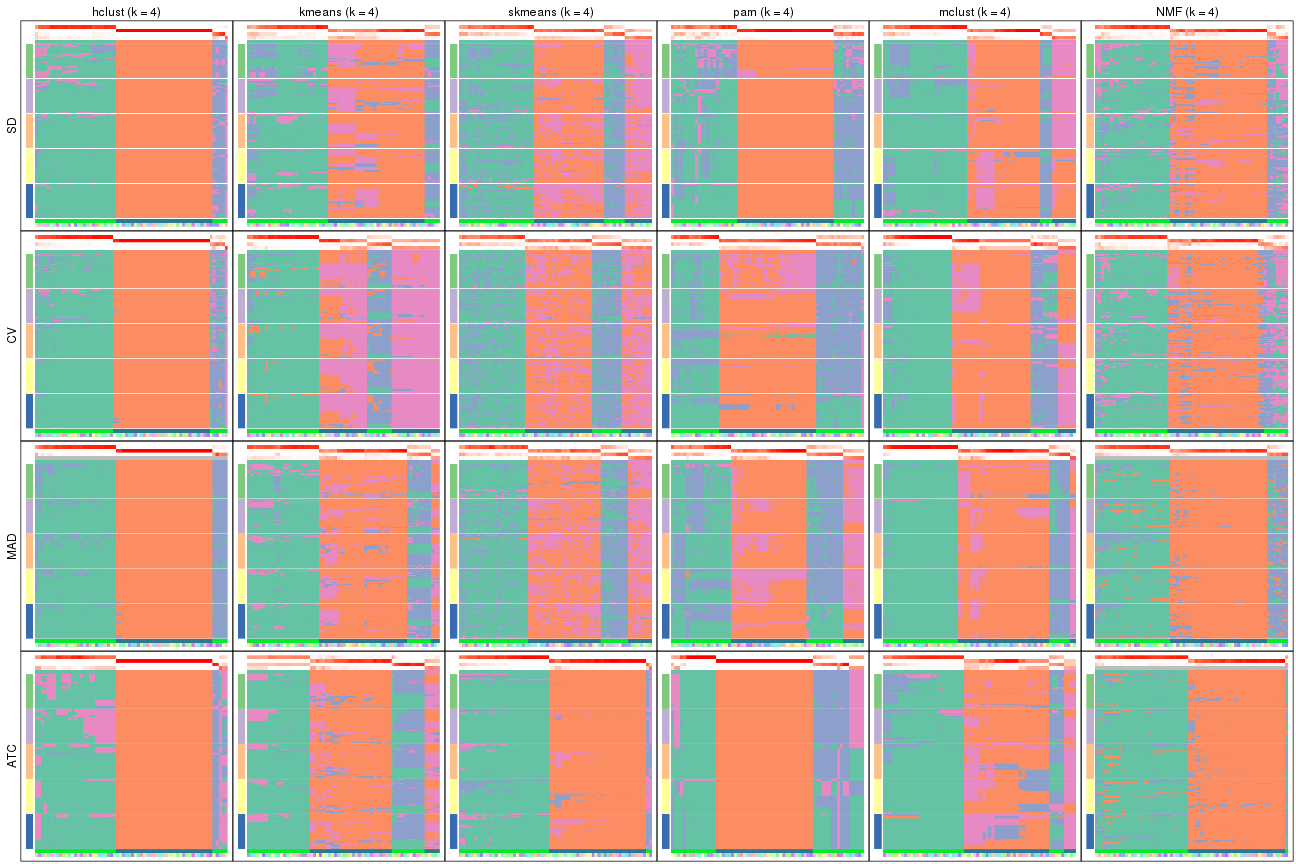 hclust (k = 4) kmeans (k = 4) skmeans (k = 4) pam (k = 4) mclust (k = 4) NMF (k = 4)
SD
CV
MAD
ATC